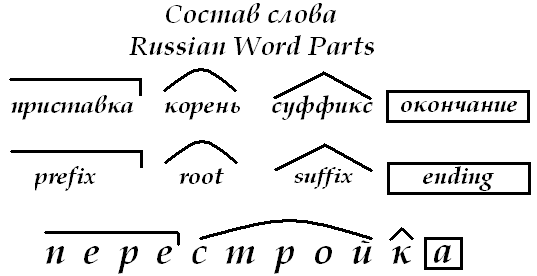 Состав слова
Russian Word Parts
приставка корень суффикс окончание
prefix root suffix ending
п е р е с т р о й к а